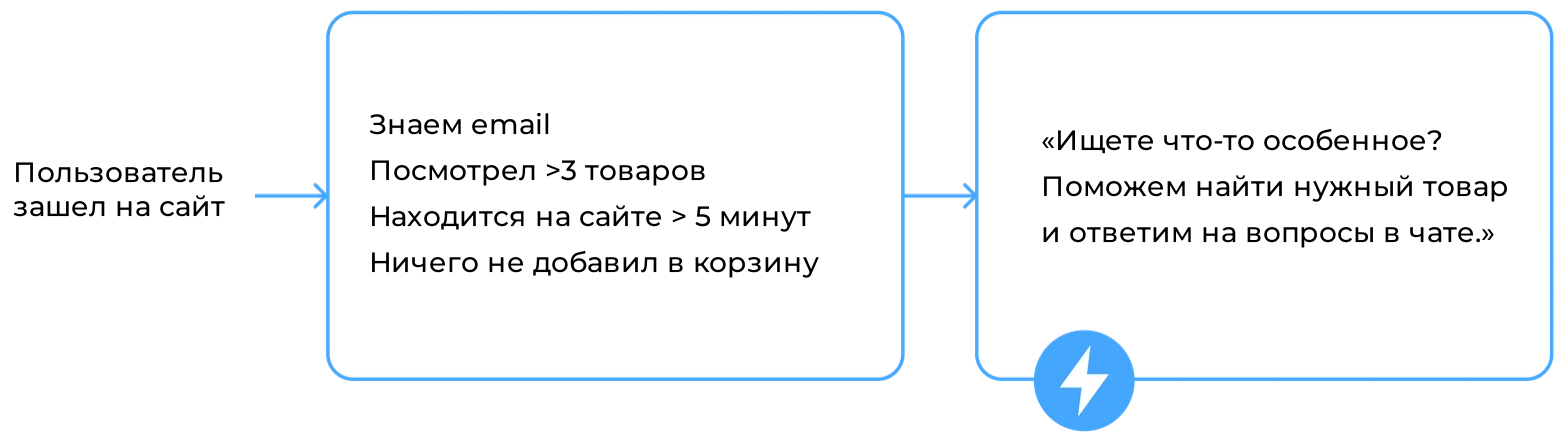 Пользователь
зашел на сайт
Знаем email
Посмотрел >3 товаров
Находится на сайте > 5 минут
Ничего не добавил в корзину
«Ищете что-то особенное?
Поможем найти нужный товар
и ответим на вопросы в чате.»